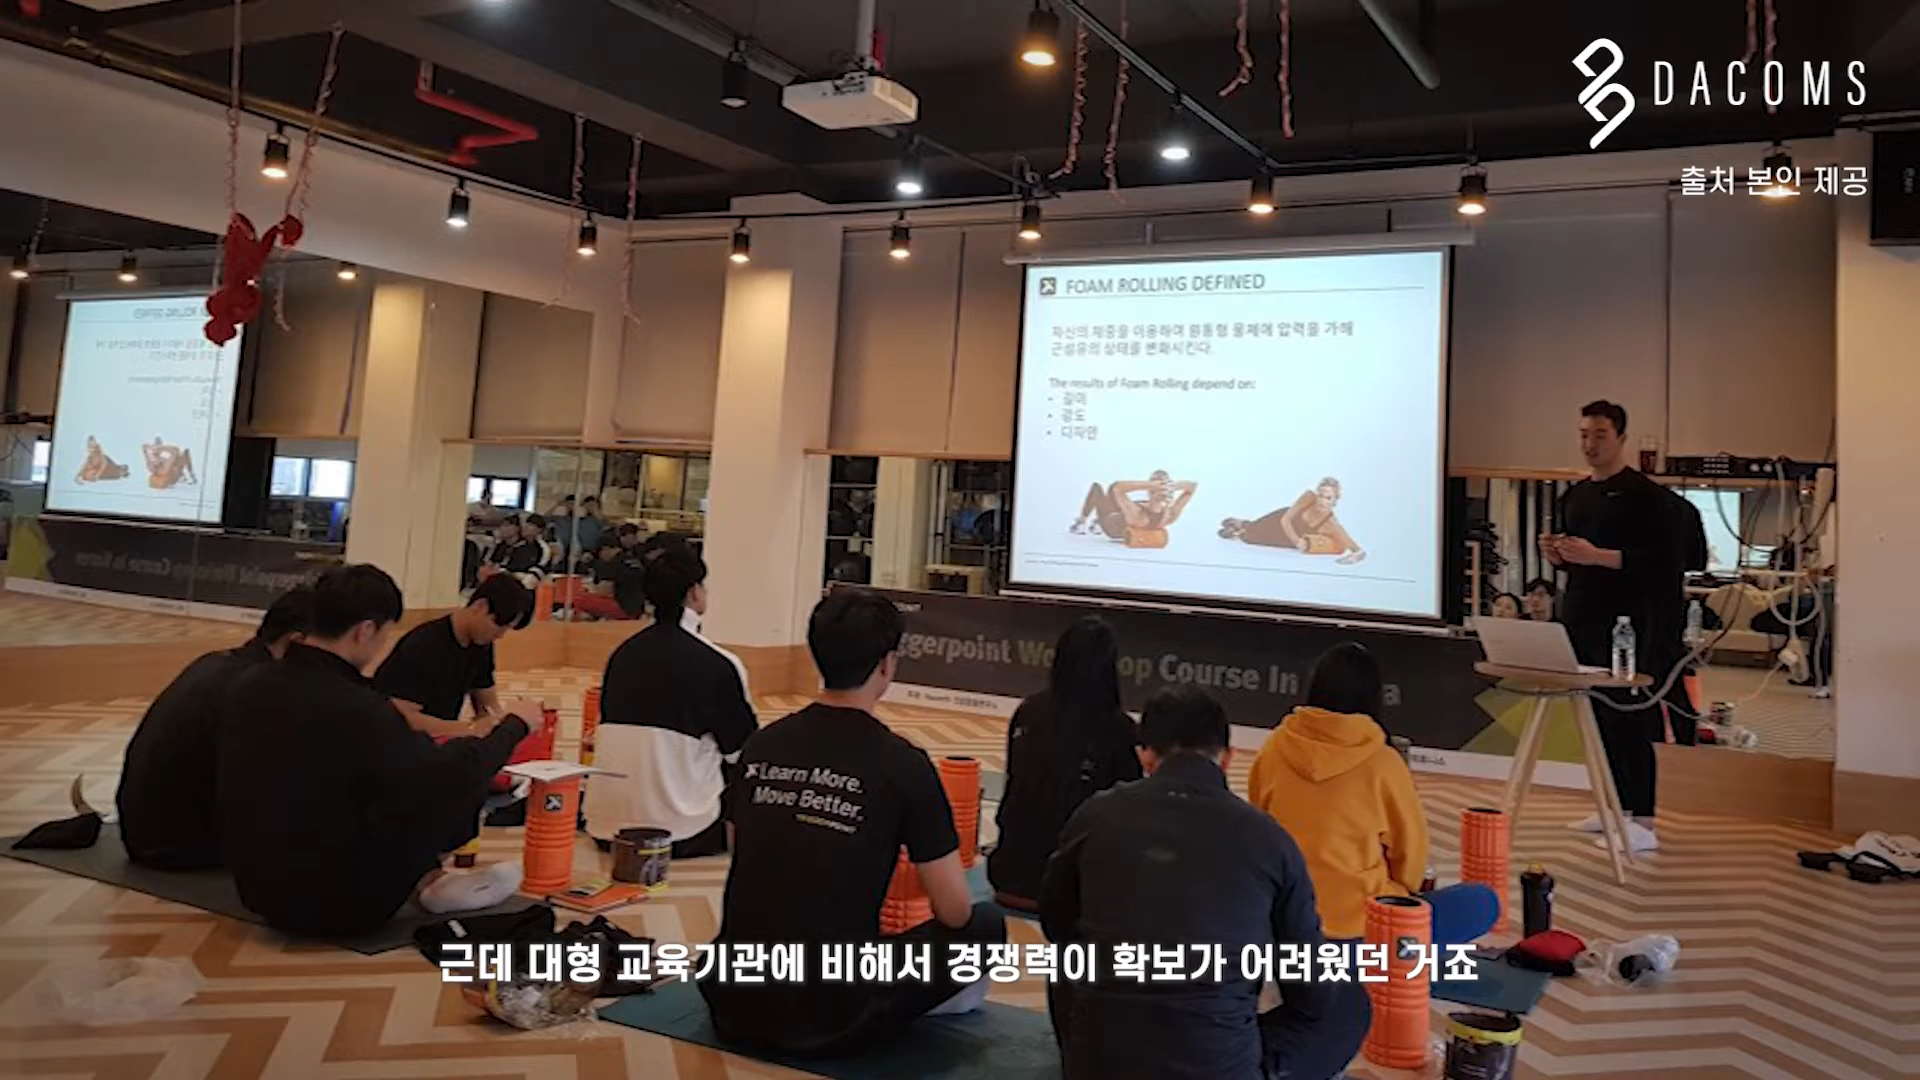 DACOMS
출처 본인 제공
FOAM ROLLING DEFINED
자신의 체중을 이용하여 원통형 물체에 압력을 가해
근섬유의 상태를 변화시킨다.
The results of Foam Rolling depend on:
• 길이
• 강도
• 디자인
ggerpoint Wo op Course In a
Learn More.
Move Better.
근데 대형 교육기관에 비해서 경쟁력이 확보가 어려웠던 거죠